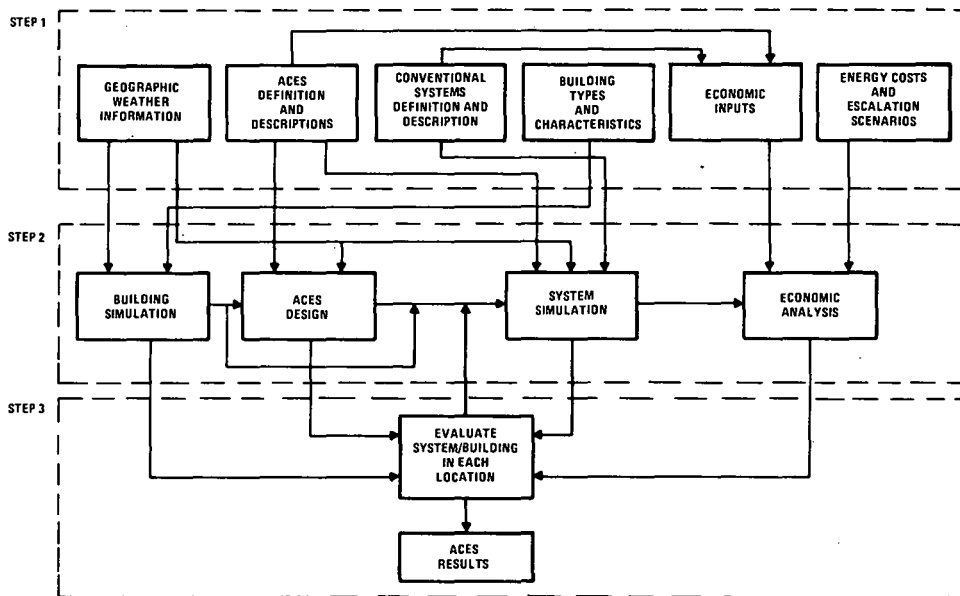 STEP 1
GEOGRAPHIC
WEATHER
INFORMATION
ACES
DEFINITION
AND
DESCRIPTIONS
CONVENTIONAL
SYSTEMS
DEFINITION AND
DESCRIPTION
BUILDING
TYPES
AND
CHARACTERISTICS
ECONOMIC
INPUTS
ENERGY COSTS
AND
ESCALATION
SCENARIOS
STEP 2
BUILDING
SIMULATION
ACES
DESIGN
SYSTEM
SIMULATION
ECONOMIC
ANALYSIS
STEP 3
EVALUATE
SYSTEM/BUILDING
IN EACH
LOCATION
ACES
RESULTS